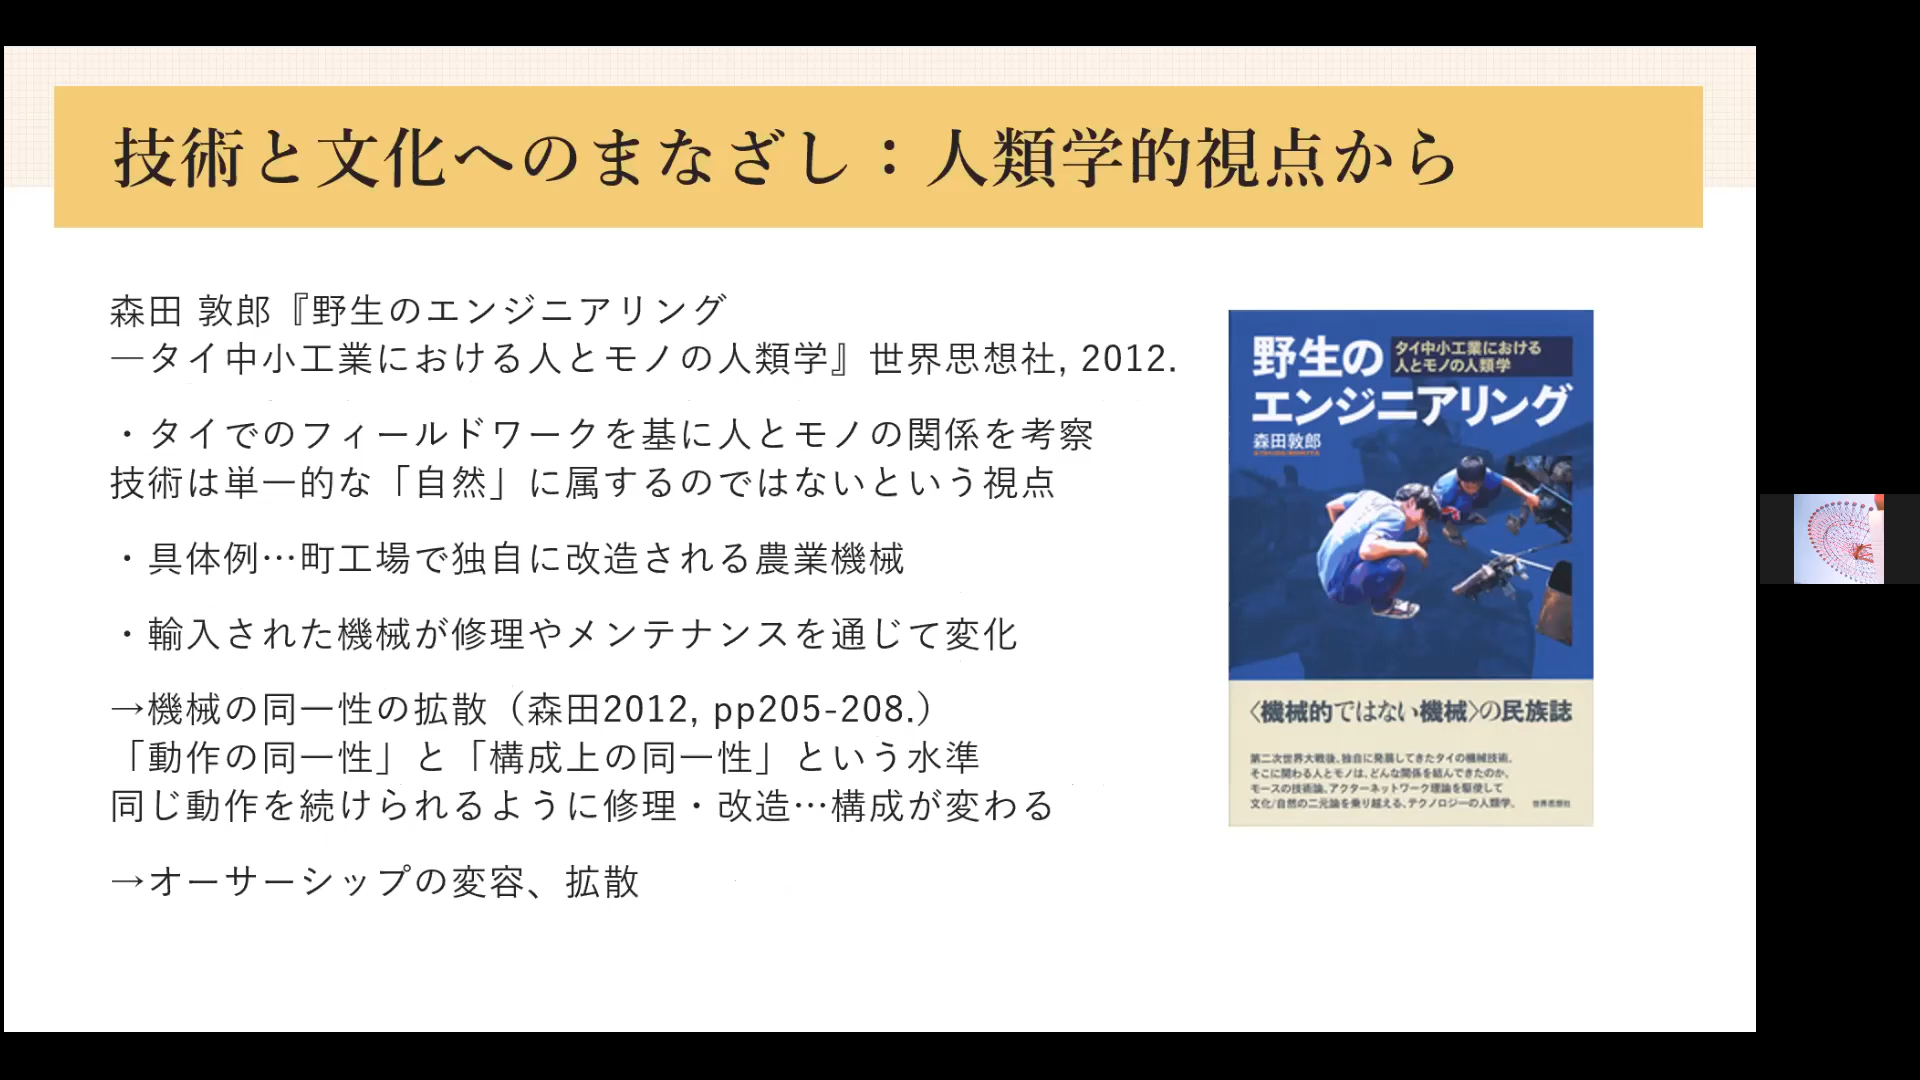 技術と文化へのまなざし：人類学的視点から
森田 敦郎『野生のエンジニアリング
―タイ中小工業における人とモノの人類学』世界思想社, 2012.
・タイでのフィールドワークを基に人とモノの関係を考察
技術は単一的な「自然」に属するのではないという視点
・具体例…町工場で独自に改造される農業機械
・輸入された機械が修理やメンテナンスを通じて変化
→機械の同一性の拡散（森田2012, pp205-208.）
「動作の同一性」と「構成上の同一性」という水準
同じ動作を続けられるように修理・改造…構成が変わる
→オーサーシップの変容、拡散
野生の
タイ中小工業における
人とモノの人類学
エンジニアリング
森田敦郎
〈機械的ではない機械〉の民族誌
第二次世界大戦後、独自に発展してきたタイの機械技術。
そこに関わる人とモノは、どんな関係を結んできたのか。
モースの技術論、アクターネットワーク理論を駆使して
文化/自然の二元論を乗り越える、テクノロジーの人類学。
世界思想社